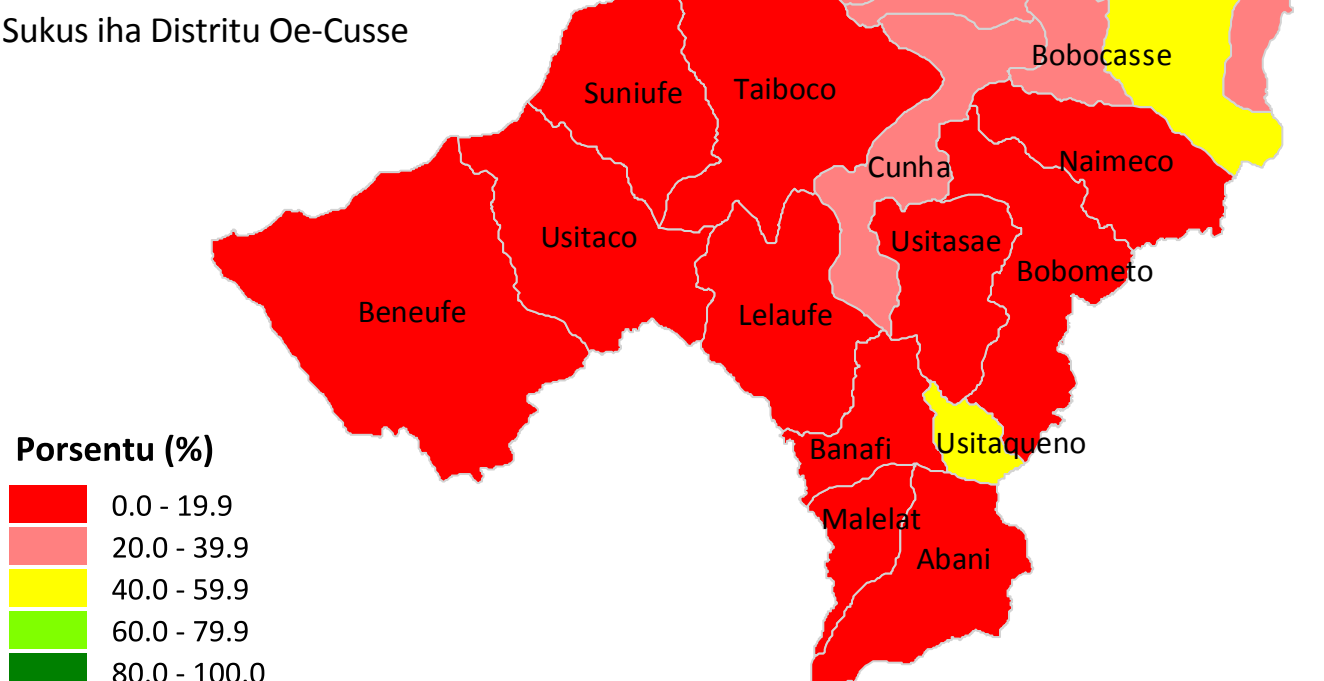 Sukus iha Distritu Oe-Cusse
Bobocasse
Suniufe
Taiboco
Naimeco
Cunha
Usitaco
Usitasae
Bobometo
Beneufe
Lelaufe
Porsentu (%)
Banafi
Usitaqueno
0.0 - 19.9
Malelat
20.0 - 39.9
Abani
40.0 - 59.9
60.0 - 79.9
80.0 - 100.0